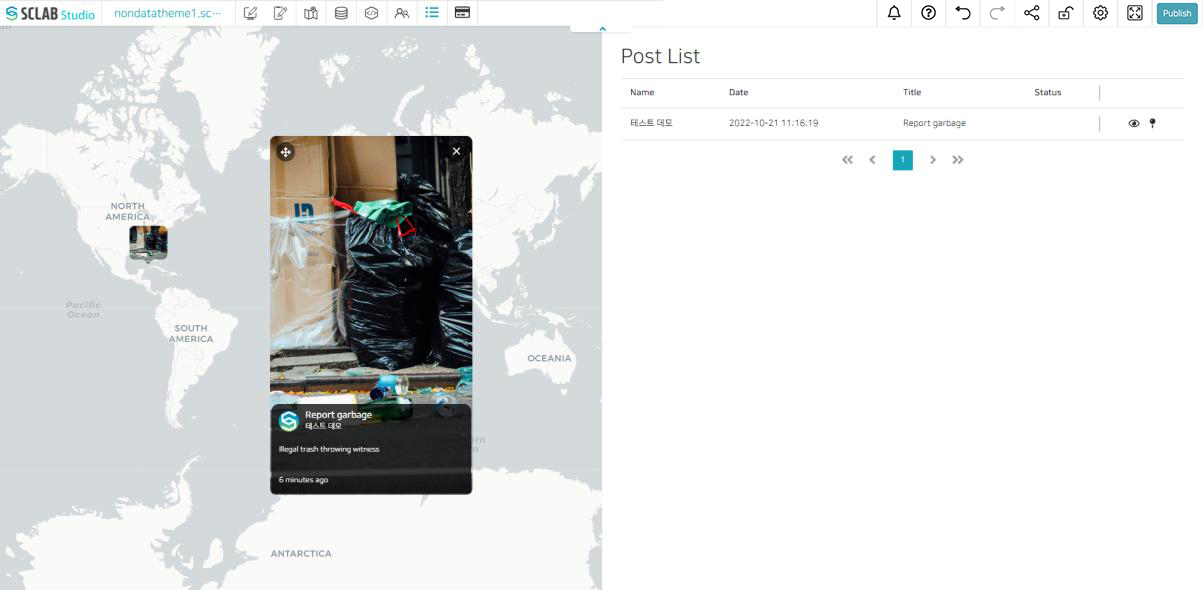 SCLAB Studio
nondatatheme1.sc···
Publish
NORTH
AMERICA
Pacific
Ocean
SOUTH
AMERICA
OCEANIA
ANTARCTICA
Report garbage
테스트 데모
Illegal trash throwing witness
6 minutes ago
Post List
Name Date Title Status
테스트 데모 2022-10-21 11:16:19 Report garbage
1